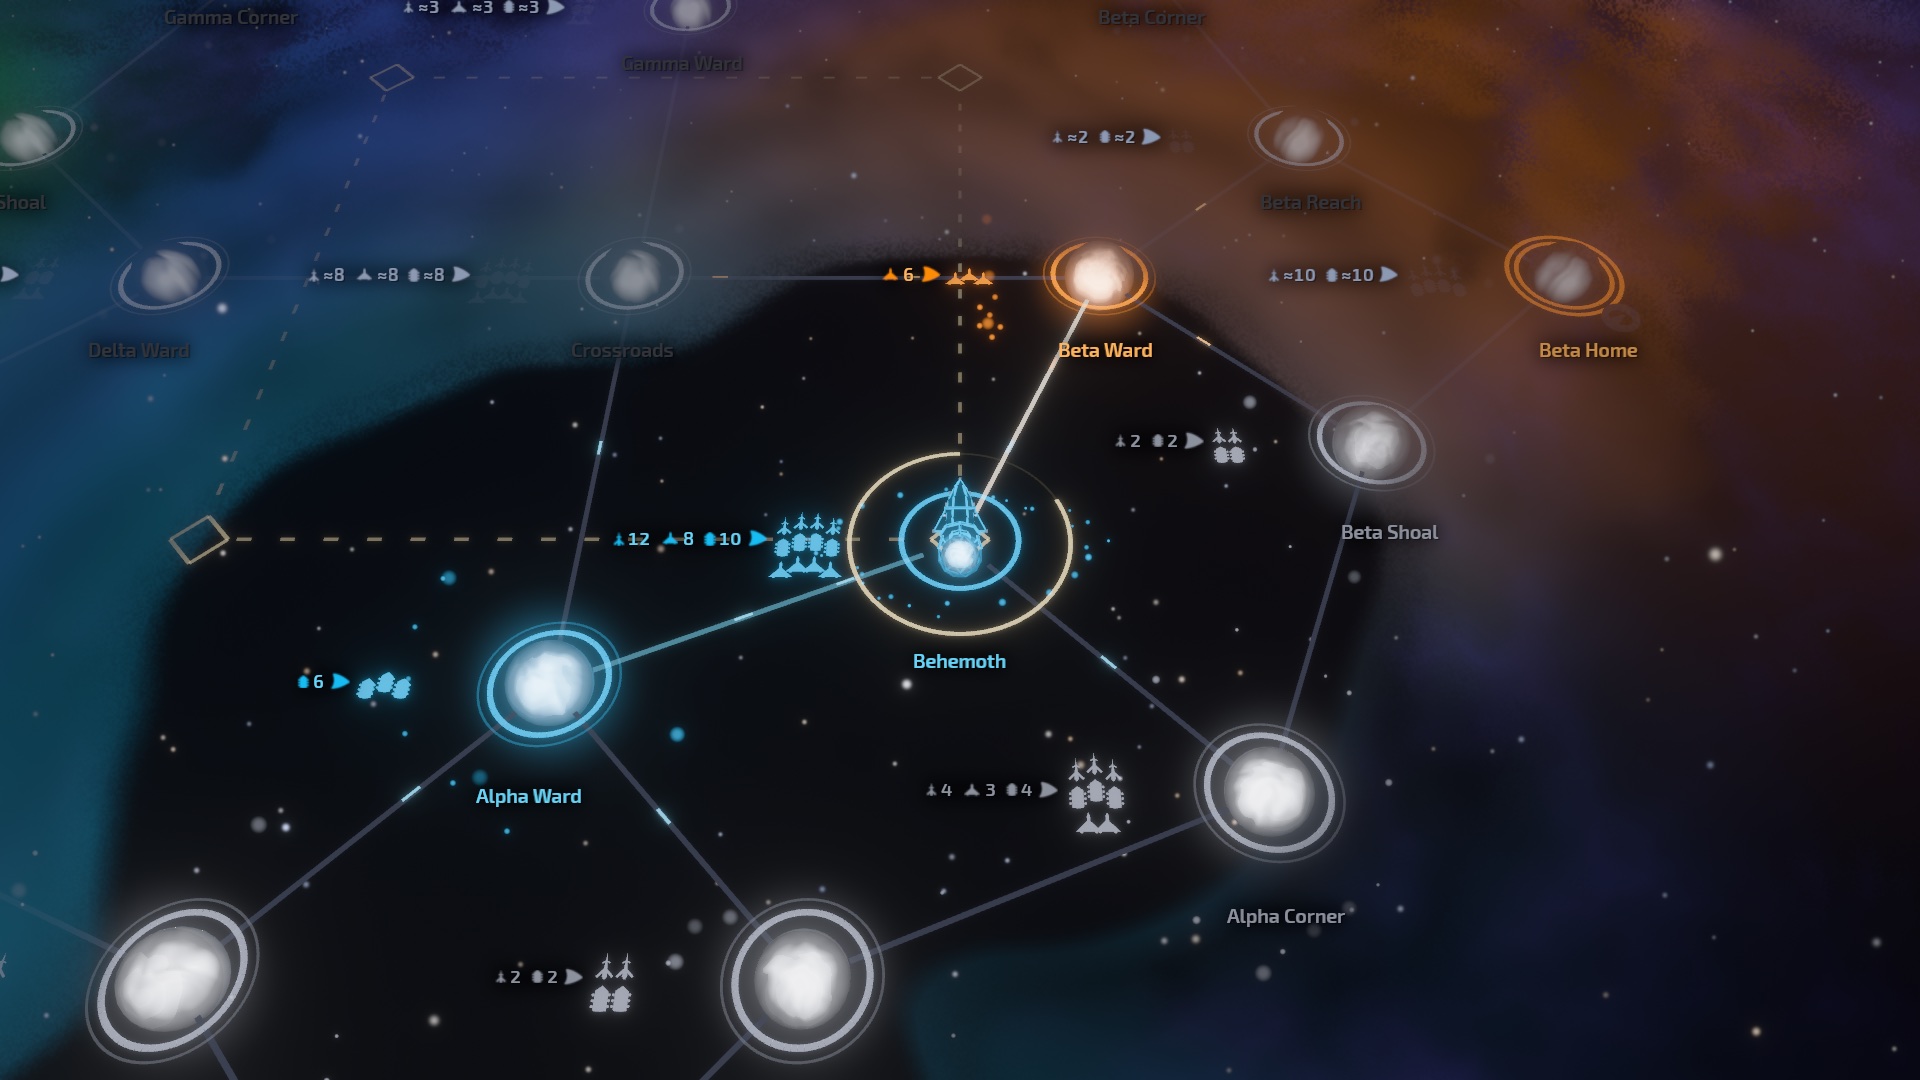 Gamma Corner
≈3 ≈3 ≈3
Beta Corner
Gamma Ward
≈2 ≈2
Shoal
Beta Reach
≈8 ≈8 ≈8
6
≈10 ≈10
Delta Ward
Crossroads
Beta Ward
Beta Home
2 2
Beta Shoal
12 8 10
Behemoth
6
Alpha Ward
4 3 4
Alpha Corner
2 2